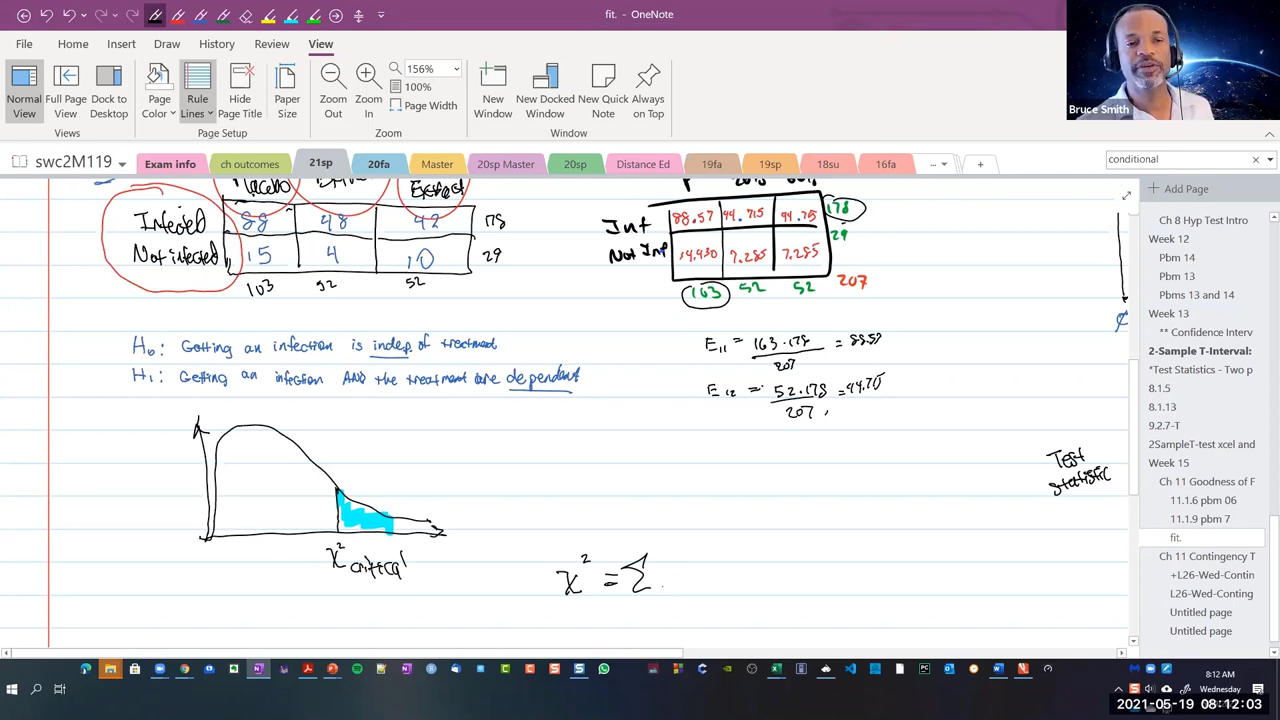 fit. - OneNote
File Home Insert Draw History Review View
156%
100%
Page Width
Normal View
Full Page View
Dock to Desktop
Page Color
Rule Lines
Hide Page Title
Paper Size
Zoom Out
Zoom In
New Window
New Docked Window
New Quick Note
Always on Top
Views
Page Setup
Zoom
Window
Bruce Smith
swc2M119
Exam info ch outcomes 21sp 20fa Master 20sp Master 20sp Distance Ed 19fa 19sp 18su 16fa
conditional
Add Page
Ch 8 Hyp Test Intro
Week 12
Pbm 14
Pbm 13
Pbms 13 and 14
Week 13
** Confidence Interv
2-Sample T-Interval:
*Test Statistics - Two p
8.1.5
8.1.13
9.2.7-T
2SampleT-test xcel and
Week 15
Ch 11 Goodness of F
11.1.6 pbm 06
11.1.9 pbm 7
fit.
Ch 11 Contingency T
+L26-Wed-Contin
L26-Wed-Conting
Untitled page
Untitled page
Placebo
Infected 88 48 42 178
Not infected 15 4 10 29
103 52 52
Inf 88.57 44.715 44.715 178
Not Inf 14.430 7.285 7.285 29
103 52 52 207
H0: Getting an infection is indep. of treatment
H1: Getting an infection AND the treatment are dependent
E11 = 103 · 178 / 207 = 88.57
E12 = 52 · 178 / 207 = 44.715
Test statistic
χ² critical
χ² = Σ
8:12 AM
Wednesday
2021-05-19 08:12:03